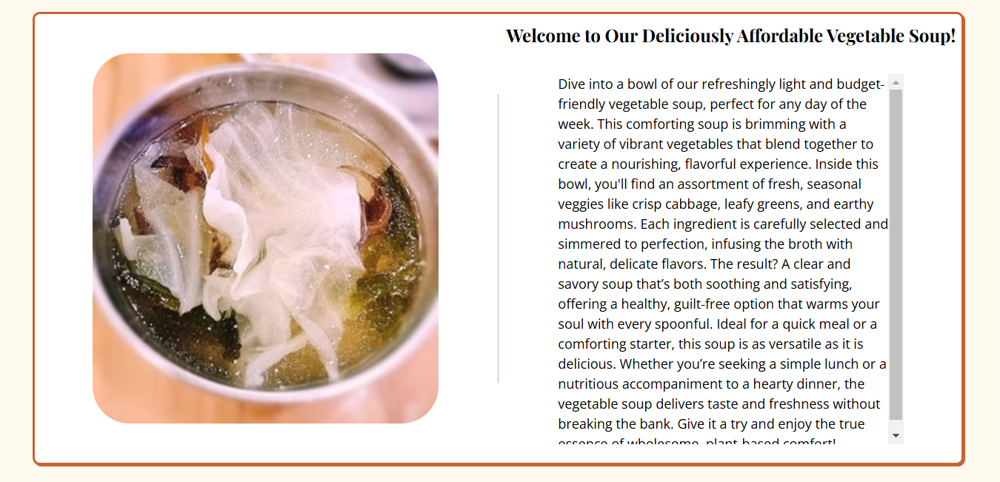 Welcome to Our Deliciously Affordable Vegetable Soup!
Dive into a bowl of our refreshingly light and budget-
friendly vegetable soup, perfect for any day of the
week. This comforting soup is brimming with a
variety of vibrant vegetables that blend together to
create a nourishing, flavorful experience. Inside this
bowl, you'll find an assortment of fresh, seasonal
veggies like crisp cabbage, leafy greens, and earthy
mushrooms. Each ingredient is carefully selected and
simmered to perfection, infusing the broth with
natural, delicate flavors. The result? A clear and
savory soup that’s both soothing and satisfying,
offering a healthy, guilt-free option that warms your
soul with every spoonful. Ideal for a quick meal or a
comforting starter, this soup is as versatile as it is
delicious. Whether you’re seeking a simple lunch or a
nutritious accompaniment to a hearty dinner, the
vegetable soup delivers taste and freshness without
breaking the bank. Give it a try and enjoy the true
essence of wholesome, plant-based comfort!